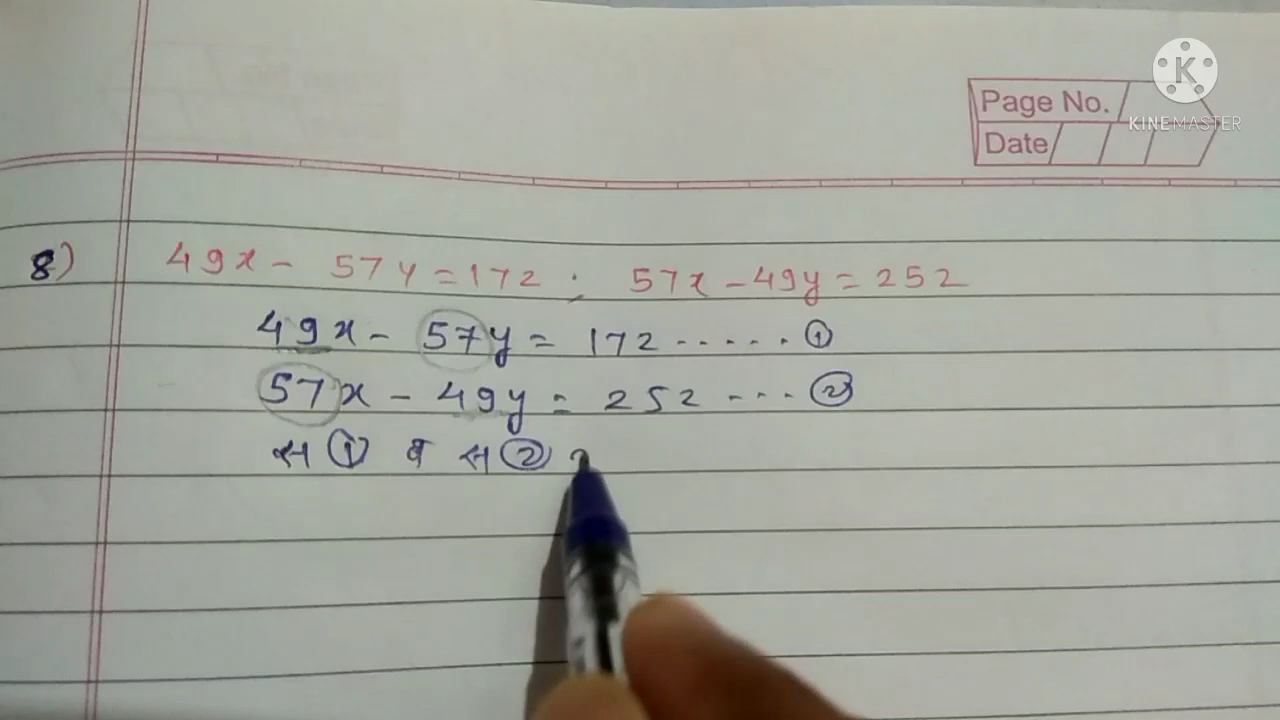 KINEMASTER
Page No.
Date
8) 49x - 57y = 172 ; 57x - 49y = 252
49x - 57y = 172 ..... ①
57x - 49y = 252 ... ②
स ① व स ②